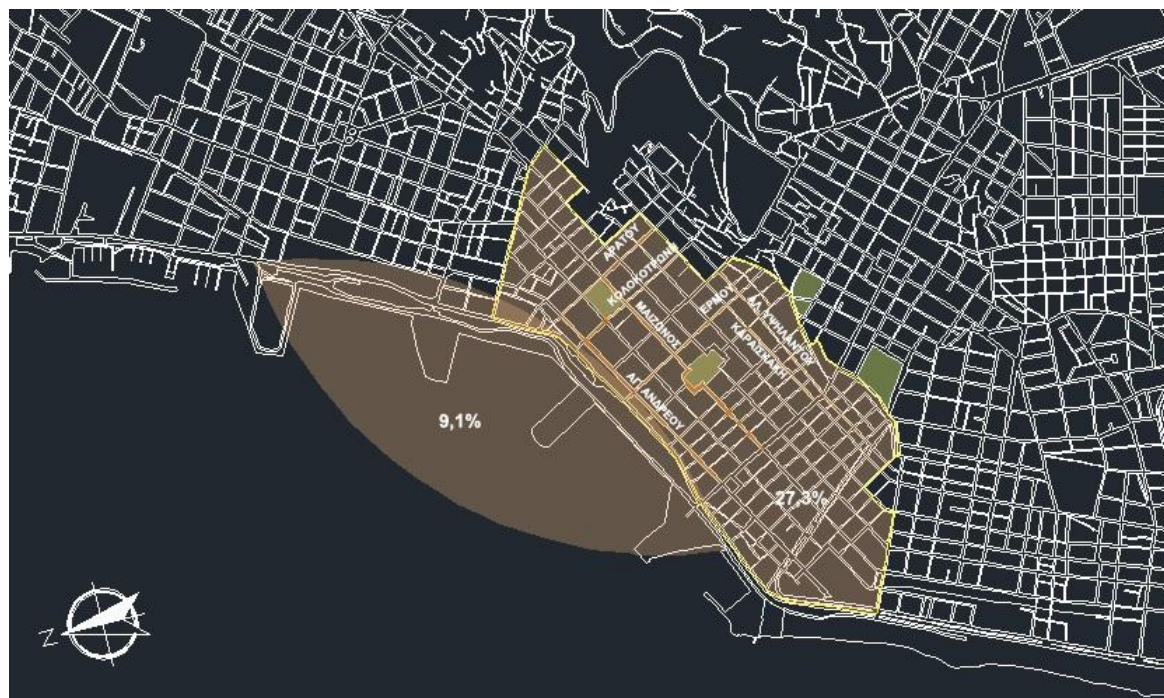 ΑΡΑΤΟΥ
ΚΟΛΟΚΟΤΡΩΝΗ
ΜΑΙΖΩΝΟΣ
ΕΡΜΟΥ
ΑΛ. ΥΨΗΛΑΝΤΟΥ
ΚΑΡΑΙΣΚΑΚΗ
ΑΓ. ΑΝΔΡΕΟΥ
9,1%
27,3%
Z